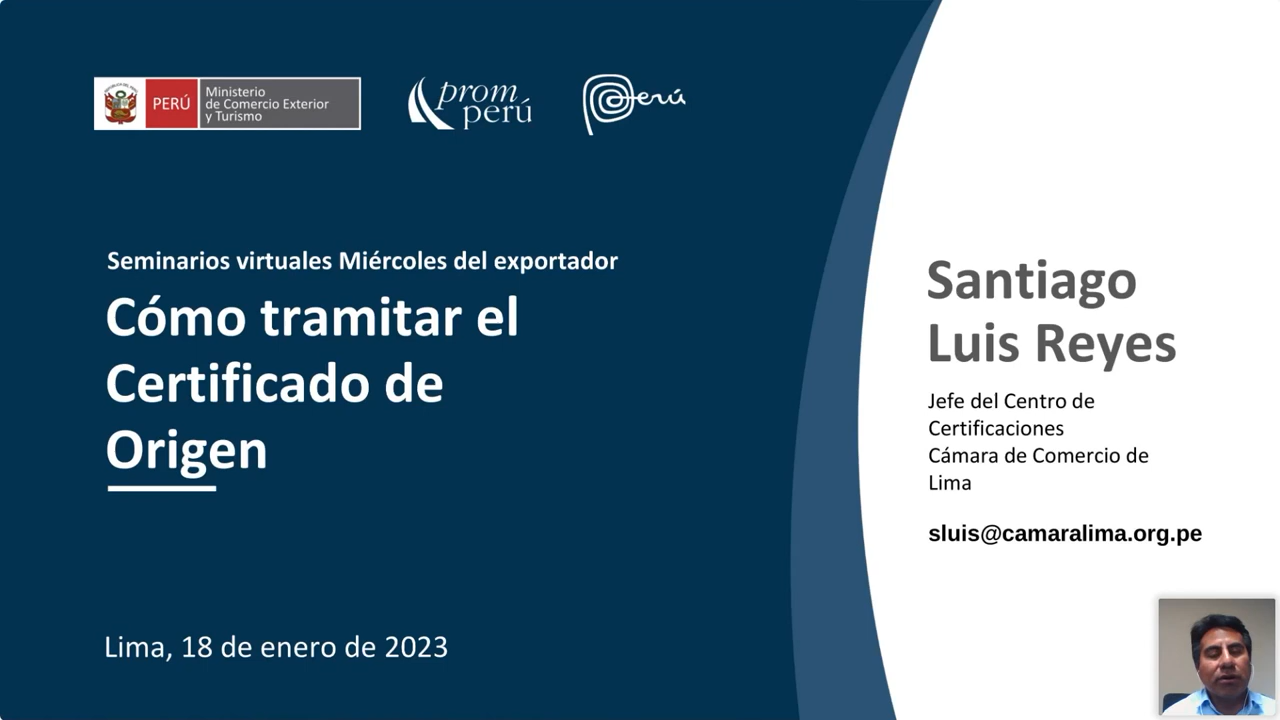 PERÚ
Ministerio
de Comercio Exterior
y Turismo
prom
perú
Perú
Seminarios virtuales Miércoles del exportador
Cómo tramitar el
Certificado de
Origen
Lima, 18 de enero de 2023
Santiago
Luis Reyes
Jefe del Centro de
Certificaciones
Cámara de Comercio de
Lima
sluis@camaralima.org.pe